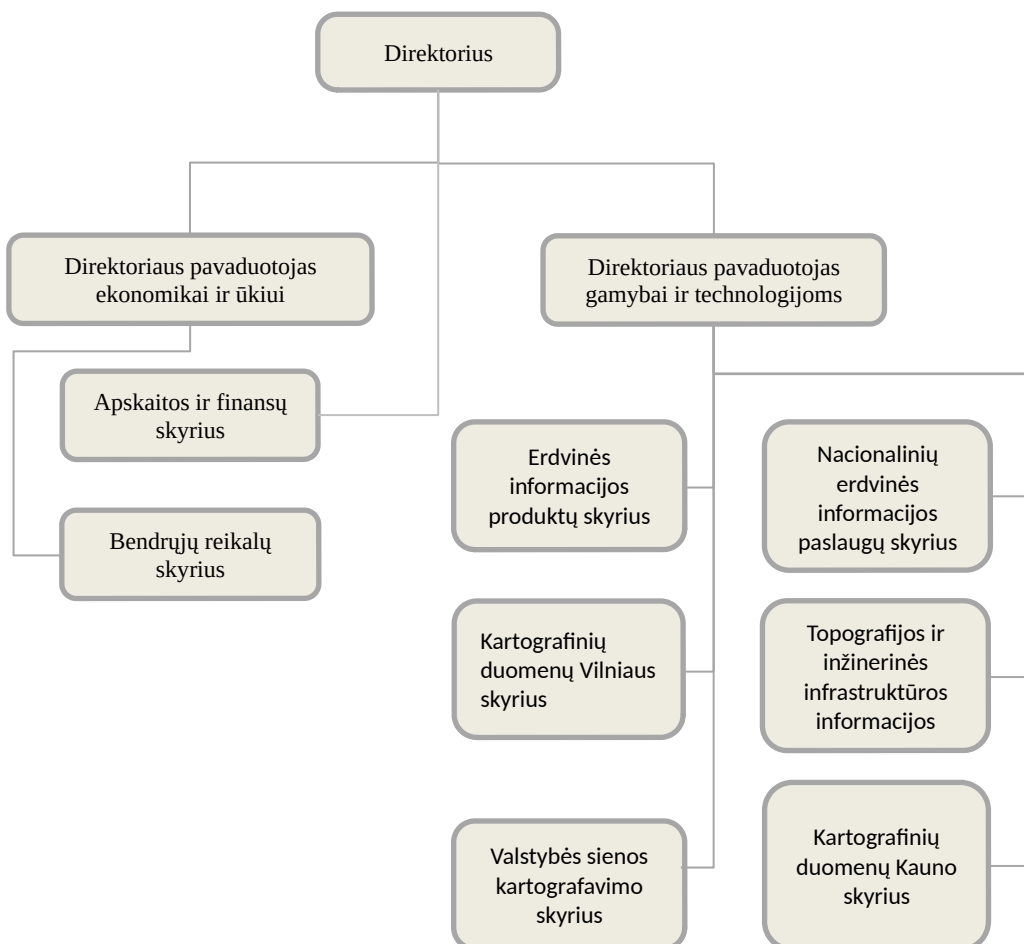 Direktorius
Direktoriaus pavaduotojas
ekonomikai ir ūkiui
Direktoriaus pavaduotojas
gamybai ir technologijoms
Apskaitos ir finansų
skyrius
Bendrųjų reikalų
skyrius
Erdvinės
informacijos
produktų skyrius
Nacionalinių
erdvinės
informacijos
paslaugų skyrius
Kartografinių
duomenų Vilniaus
skyrius
Topografijos ir
inžinerinės
infrastruktūros
informacijos
Valstybės sienos
kartografavimo
skyrius
Kartografinių
duomenų Kauno
skyrius